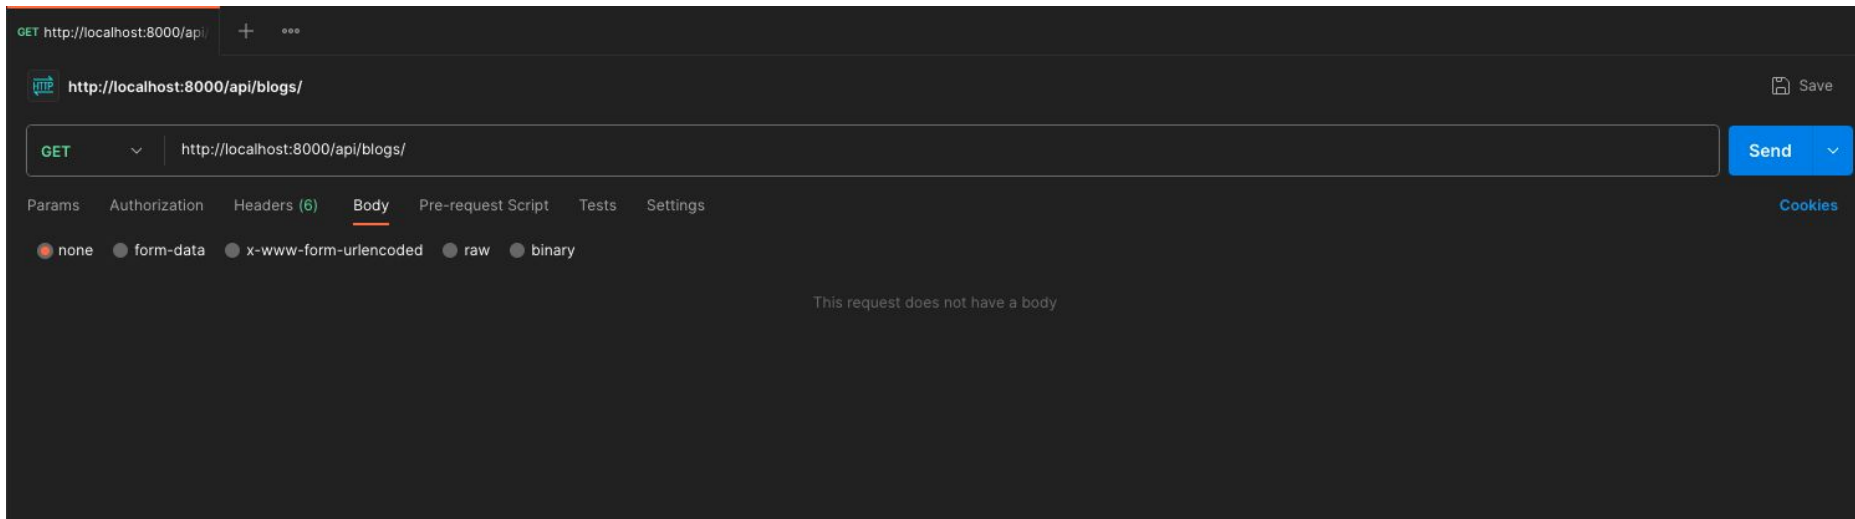 GET http://localhost:8000/api/
HTTP http://localhost:8000/api/blogs/ Save
GET http://localhost:8000/api/blogs/ Send
Params Authorization Headers (6) Body Pre-request Script Tests Settings Cookies
none form-data x-www-form-urlencoded raw binary
This request does not have a body